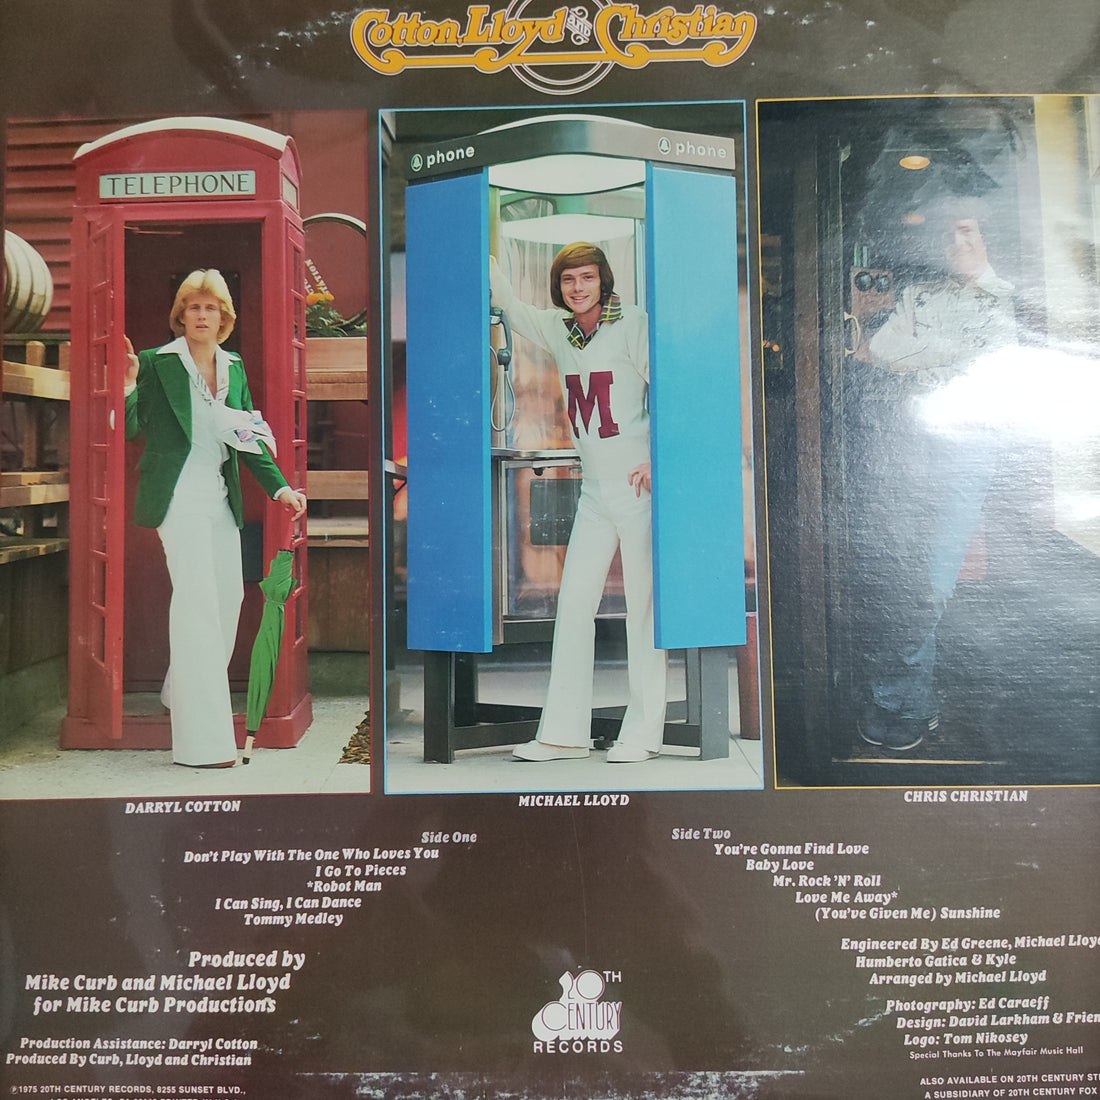 Cotton, Lloyd and Christian
TELEPHONE
phone
phone
M
DARRYL COTTON
MICHAEL LLOYD
CHRIS CHRISTIAN
Side One
Don't Play With The One Who Loves You
I Go To Pieces
*Robot Man
I Can Sing, I Can Dance
Tommy Medley
Side Two
You're Gonna Find Love
Baby Love
Mr. Rock 'N' Roll
Love Me Away*
(You've Given Me) Sunshine
Produced by
Mike Curb and Michael Lloyd
for Mike Curb Productions
Production Assistance: Darryl Cotton
Produced By Curb, Lloyd and Christian
℗1975 20TH CENTURY RECORDS, 8255 SUNSET BLVD.,
20TH
CENTURY
RECORDS
Engineered By Ed Greene, Michael Lloyd
Humberto Gatica & Kyle
Arranged by Michael Lloyd
Photography: Ed Caraeff
Design: David Larkham & Frien
Logo: Tom Nikosey
Special Thanks To The Mayfair Music Hall
ALSO AVAILABLE ON 20TH CENTURY ST
A SUBSIDIARY OF 20TH CENTURY FOX